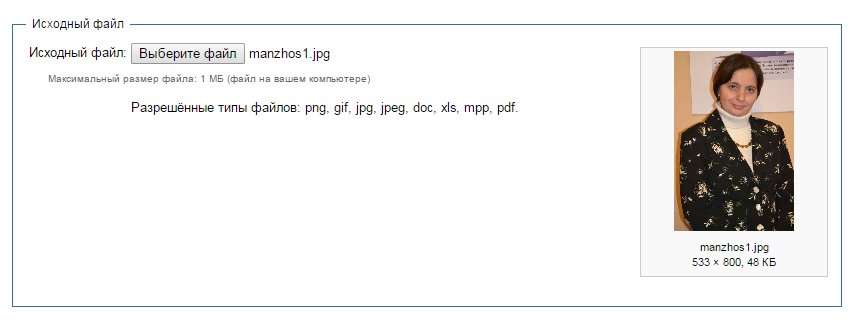 Исходный файл
Исходный файл: Выберите файл manzhos1.jpg
Максимальный размер файла: 1 МБ (файл на вашем компьютере)
Разрешённые типы файлов: png, gif, jpg, jpeg, doc, xls, mpp, pdf.
manzhos1.jpg
533 × 800, 48 КБ